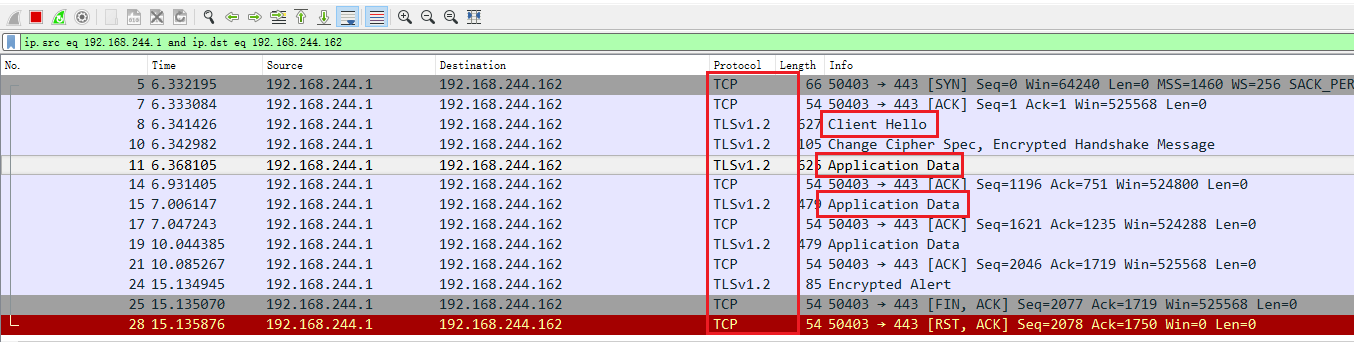 ip.src eq 192.168.244.1 and ip.dst eq 192.168.244.162
No. Time Source Destination Protocol Length Info
5 6.332195 192.168.244.1 192.168.244.162 TCP 66 50403 → 443 [SYN] Seq=0 Win=64240 Len=0 MSS=1460 WS=256 SACK_PER
7 6.333084 192.168.244.1 192.168.244.162 TCP 54 50403 → 443 [ACK] Seq=1 Ack=1 Win=525568 Len=0
8 6.341426 192.168.244.1 192.168.244.162 TLSv1.2 627 Client Hello
10 6.342982 192.168.244.1 192.168.244.162 TLSv1.2 105 Change Cipher Spec, Encrypted Handshake Message
11 6.368105 192.168.244.1 192.168.244.162 TLSv1.2 625 Application Data
14 6.931405 192.168.244.1 192.168.244.162 TCP 54 50403 → 443 [ACK] Seq=1196 Ack=751 Win=524800 Len=0
15 7.006147 192.168.244.1 192.168.244.162 TLSv1.2 479 Application Data
17 7.047243 192.168.244.1 192.168.244.162 TCP 54 50403 → 443 [ACK] Seq=1621 Ack=1235 Win=524288 Len=0
19 10.044385 192.168.244.1 192.168.244.162 TLSv1.2 479 Application Data
21 10.085267 192.168.244.1 192.168.244.162 TCP 54 50403 → 443 [ACK] Seq=2046 Ack=1719 Win=525568 Len=0
24 15.134945 192.168.244.1 192.168.244.162 TLSv1.2 85 Encrypted Alert
25 15.135070 192.168.244.1 192.168.244.162 TCP 54 50403 → 443 [FIN, ACK] Seq=2077 Ack=1719 Win=525568 Len=0
28 15.135876 192.168.244.1 192.168.244.162 TCP 54 50403 → 443 [RST, ACK] Seq=2078 Ack=1750 Win=0 Len=0